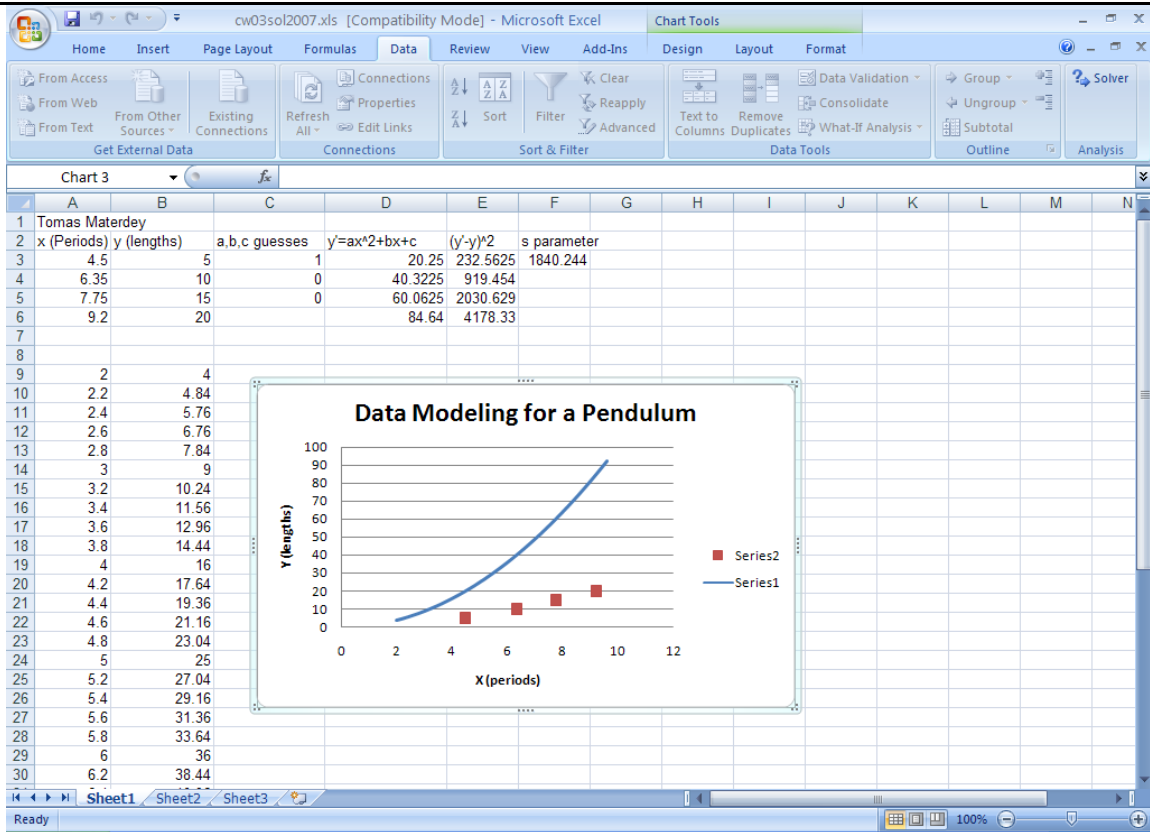 cw03sol2007.xls [Compatibility Mode] - Microsoft Excel Chart Tools
Home Insert Page Layout Formulas Data Review View Add-Ins Design Layout Format
From Access
From Web
From Text
From Other Sources
Existing Connections
Get External Data
Refresh All
Connections
Properties
Edit Links
Connections
Sort
Filter
Clear
Reapply
Advanced
Sort & Filter
Text to Columns
Remove Duplicates
Data Validation
Consolidate
What-If Analysis
Data Tools
Group
Ungroup
Subtotal
Outline
Solver
Analysis
Chart 3 fx
A B C D E F G H I J K L M N
1 Tomas Materdey
2 x (Periods) y (lengths) a,b,c guesses y'=ax^2+bx+c (y'-y)^2 s parameter
3 4.5 5 1 20.25 232.5625 1840.244
4 6.35 10 0 40.3225 919.454
5 7.75 15 0 60.0625 2030.629
6 9.2 20 84.64 4178.33
7
8
9 2 4
10 2.2 4.84
11 2.4 5.76
12 2.6 6.76
13 2.8 7.84
14 3 9
15 3.2 10.24
16 3.4 11.56
17 3.6 12.96
18 3.8 14.44
19 4 16
20 4.2 17.64
21 4.4 19.36
22 4.6 21.16
23 4.8 23.04
24 5 25
25 5.2 27.04
26 5.4 29.16
27 5.6 31.36
28 5.8 33.64
29 6 36
30 6.2 38.44
Data Modeling for a Pendulum
100
90
80
70
60
50
40
30
20
10
0
Y (lengths)
0 2 4 6 8 10 12
X (periods)
Series2
Series1
Sheet1 Sheet2 Sheet3
Ready 100%